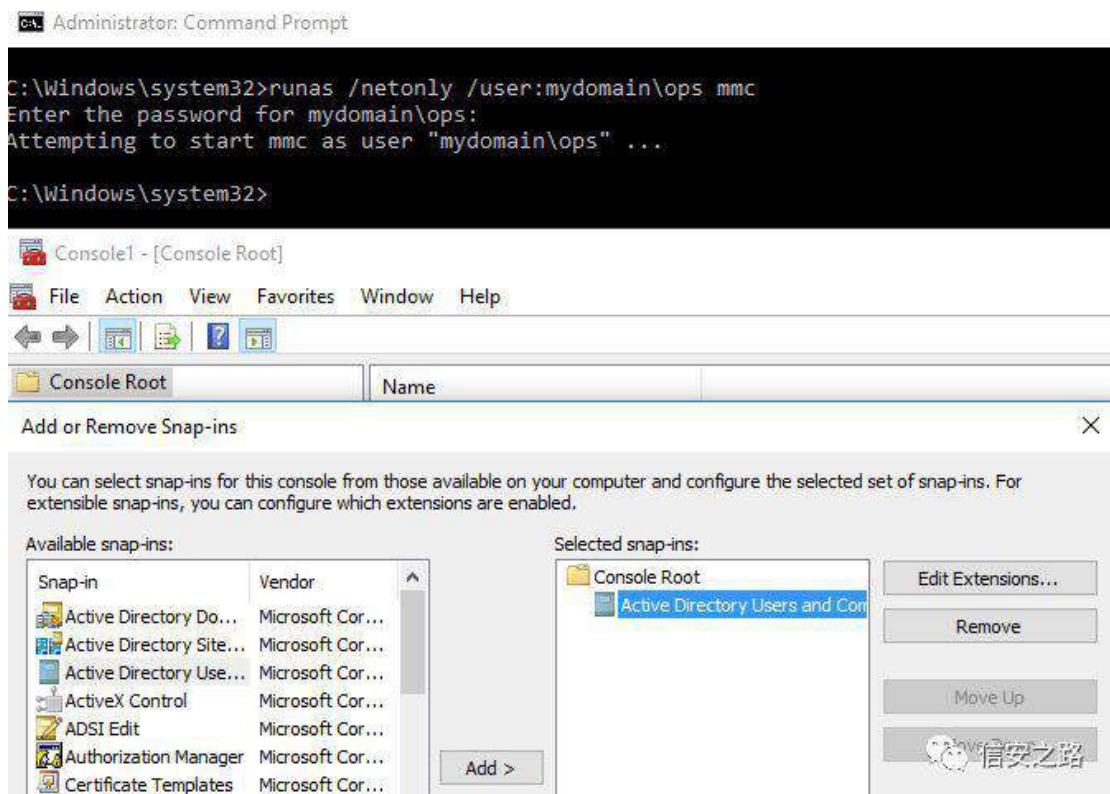 Administrator: Command Prompt
C:\Windows\system32>runas /netonly /user:mydomain\ops mmc
Enter the password for mydomain\ops:
Attempting to start mmc as user "mydomain\ops" ...
C:\Windows\system32>
Console1 - [Console Root]
File Action View Favorites Window Help
Console Root Name
Add or Remove Snap-ins
You can select snap-ins for this console from those available on your computer and configure the selected set of snap-ins. For
extensible snap-ins, you can configure which extensions are enabled.
Available snap-ins: Selected snap-ins:
Snap-in Vendor Console Root Edit Extensions...
Active Directory Do... Microsoft Cor... Active Directory Users and Com
Remove
Active Directory Site... Microsoft Cor...
Active Directory Use... Microsoft Cor...
ActiveX Control Microsoft Cor... Move Up
ADSI Edit Microsoft Cor...
Authorization Manager Microsoft Cor... 信安之路
Add >
Certificate Templates Microsoft Cor...